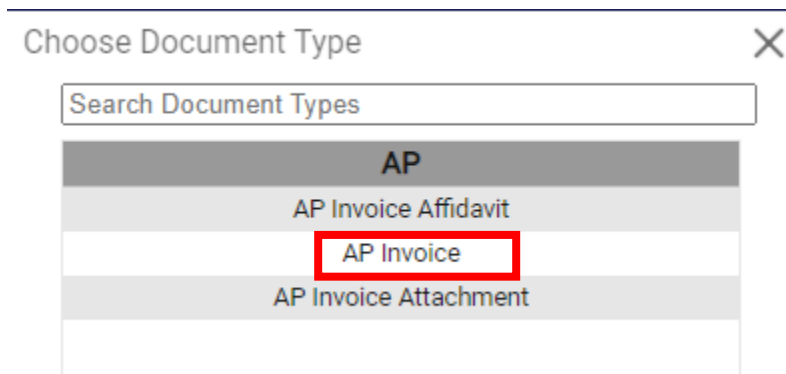 Choose Document Type
Search Document Types
AP
AP Invoice Affidavit
AP Invoice
AP Invoice Attachment